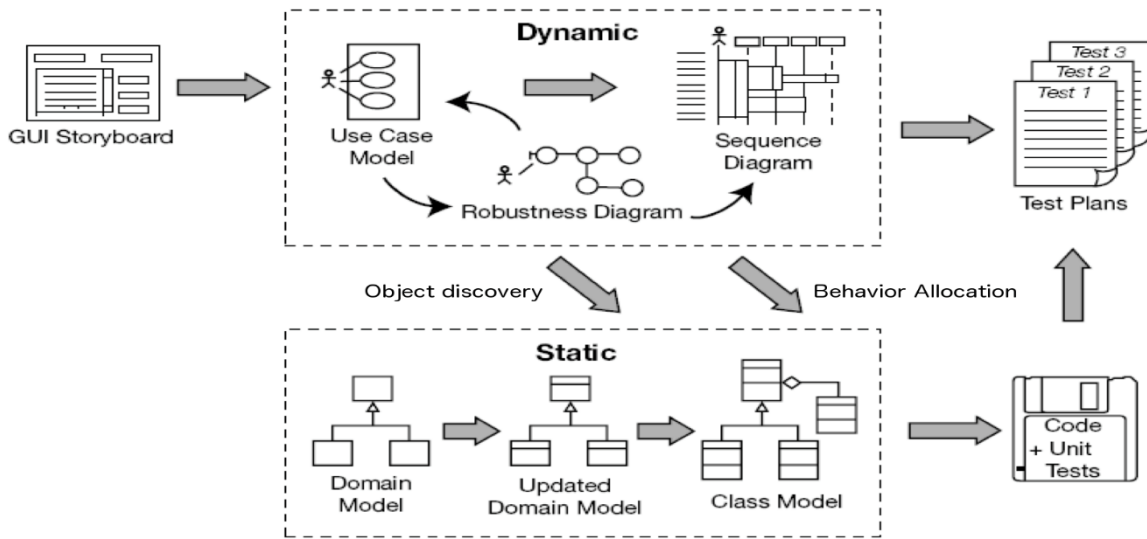 Dynamic
GUI Storyboard
Use Case
Model
Robustness Diagram
Sequence
Diagram
Test 3
Test 2
Test 1
Test Plans
Object discovery
Behavior Allocation
Static
Domain
Model
Updated
Domain Model
Class Model
Code
+ Unit
Tests